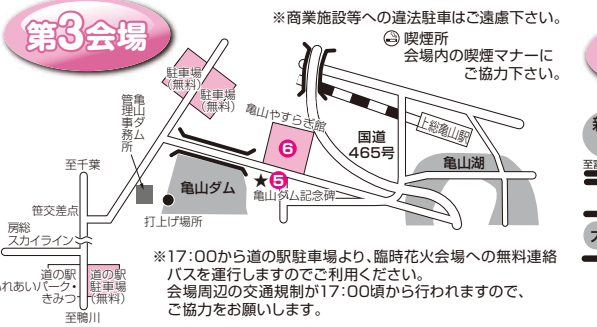 第3会場
※商業施設等への違法駐車はご遠慮下さい。
喫煙所
会場内の喫煙マナーに
ご協力下さい。
駐車場
(無料)
駐車場
(無料)
亀山ダム
管理事務所
亀山やすらぎ館
6
国道
465号
上総亀山駅
亀山湖
至千葉
亀山ダム
★5
亀山ダム記念碑
笹交差点
打上げ場所
房総
スカイライン
道の駅
れあいパーク・
きみつ
道の駅
駐車場
(無料)
至鴨川
※17:00から道の駅駐車場より、臨時花火会場への無料連絡
バスを運行しますのでご利用ください。
会場周辺の交通規制が17:00頃から行われますので、
ご協力をお願いします。